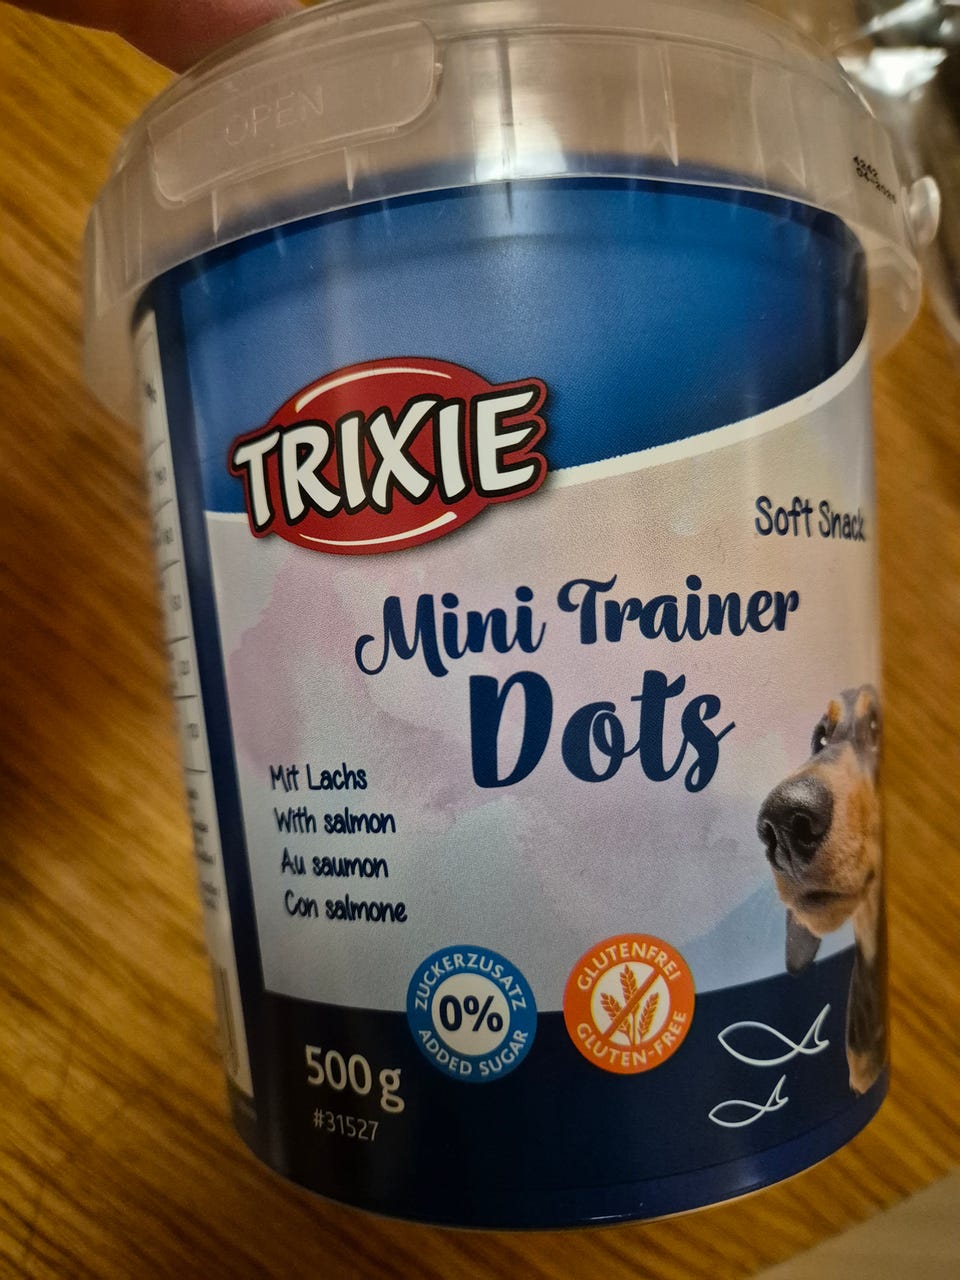 OPEN
4242
TRIXIE
Soft Snack
Mini Trainer
Dots
Mit Lachs
With salmon
Au saumon
Con salmone
ZUCKERZUSATZ
0%
ADDED SUGAR
GLUTENFREI
GLUTEN-FREE
500 g
#31527